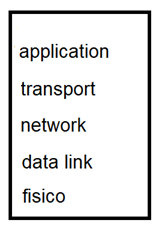 application
transport
network
data link
fisico